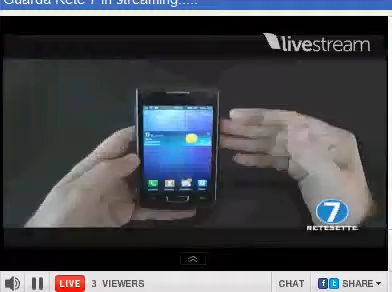 Guarda Rete 7 in streaming.....
livestream
7
RETESETTE
LIVE 3 VIEWERS CHAT SHARE